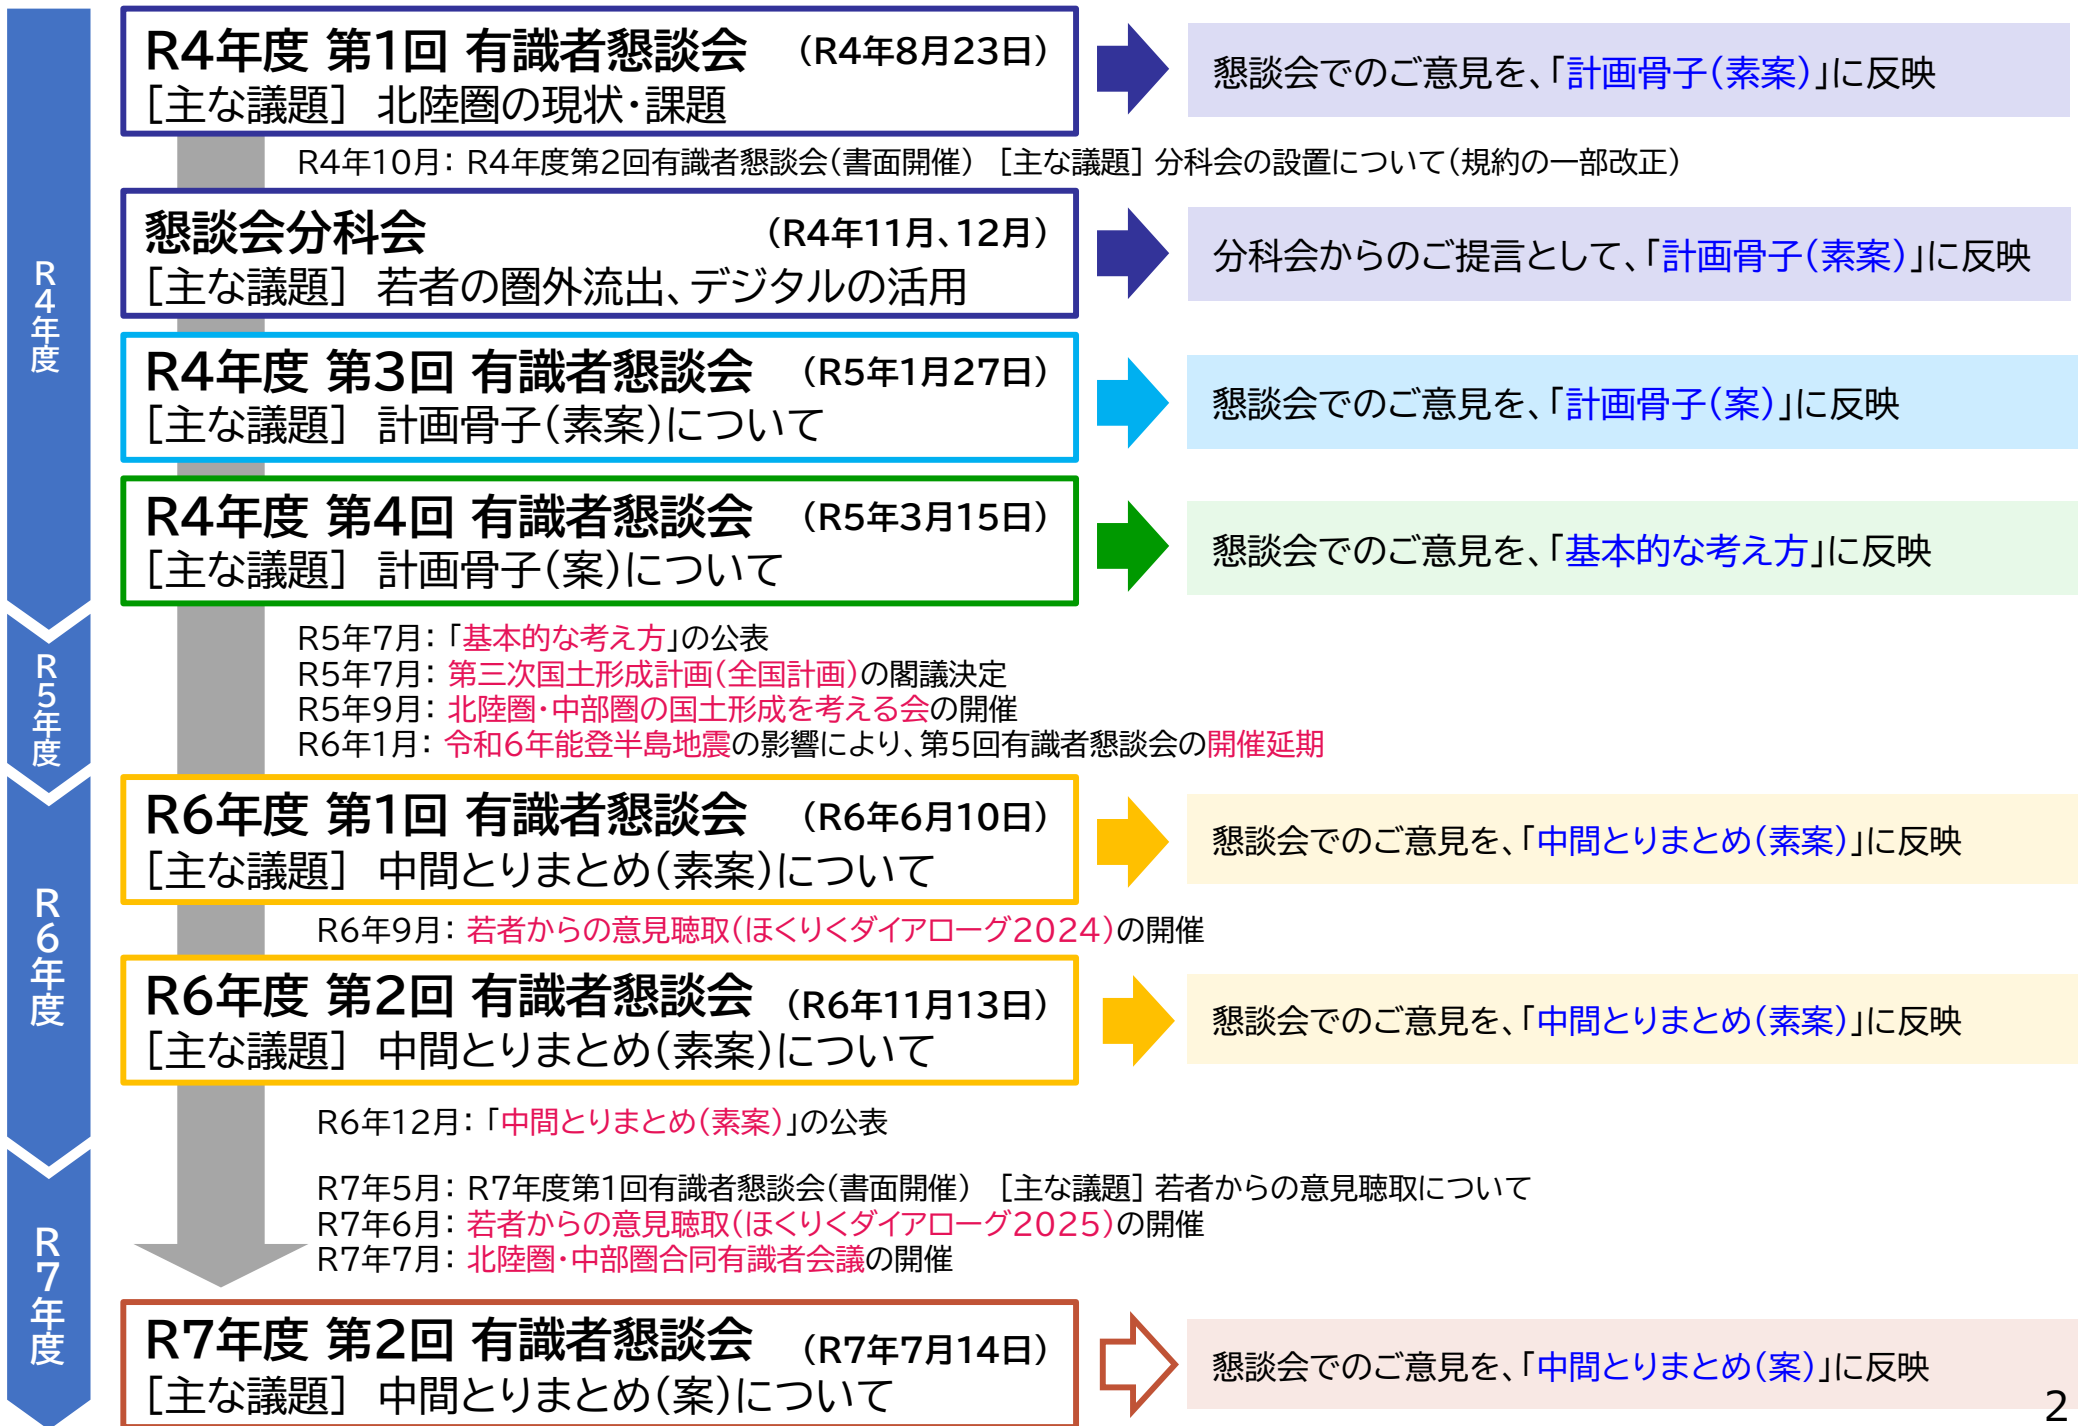 R4年度
R4年度 第1回 有識者懇談会 (R4年8月23日)
[主な議題] 北陸圏の現状・課題
懇談会でのご意見を、「計画骨子(素案)」に反映
R4年10月: R4年度第2回有識者懇談会(書面開催) [主な議題] 分科会の設置について(規約の一部改正)
懇談会分科会 (R4年11月、12月)
[主な議題] 若者の圏外流出、デジタルの活用
分科会からのご提言として、「計画骨子(素案)」に反映
R4年度 第3回 有識者懇談会 (R5年1月27日)
[主な議題] 計画骨子(素案)について
懇談会でのご意見を、「計画骨子(案)」に反映
R4年度 第4回 有識者懇談会 (R5年3月15日)
[主な議題] 計画骨子(案)について
懇談会でのご意見を、「基本的な考え方」に反映
R5年度
R5年7月: 「基本的な考え方」の公表
R5年7月: 第三次国土形成計画(全国計画)の閣議決定
R5年9月: 北陸圏・中部圏の国土形成を考える会の開催
R6年1月: 令和6年能登半島地震の影響により、第5回有識者懇談会の開催延期
R6年度
R6年度 第1回 有識者懇談会 (R6年6月10日)
[主な議題] 中間とりまとめ(素案)について
懇談会でのご意見を、「中間とりまとめ(素案)」に反映
R6年9月: 若者からの意見聴取(ほくりくダイアローグ2024)の開催
R6年度 第2回 有識者懇談会 (R6年11月13日)
[主な議題] 中間とりまとめ(素案)について
懇談会でのご意見を、「中間とりまとめ(素案)」に反映
R6年12月: 「中間とりまとめ(素案)」の公表
R7年度
R7年5月: R7年度第1回有識者懇談会(書面開催) [主な議題] 若者からの意見聴取について
R7年6月: 若者からの意見聴取(ほくりくダイアローグ2025)の開催
R7年7月: 北陸圏・中部圏合同有識者会議の開催
R7年度 第2回 有識者懇談会 (R7年7月14日)
[主な議題] 中間とりまとめ(案)について
懇談会でのご意見を、「中間とりまとめ(案)」に反映
2